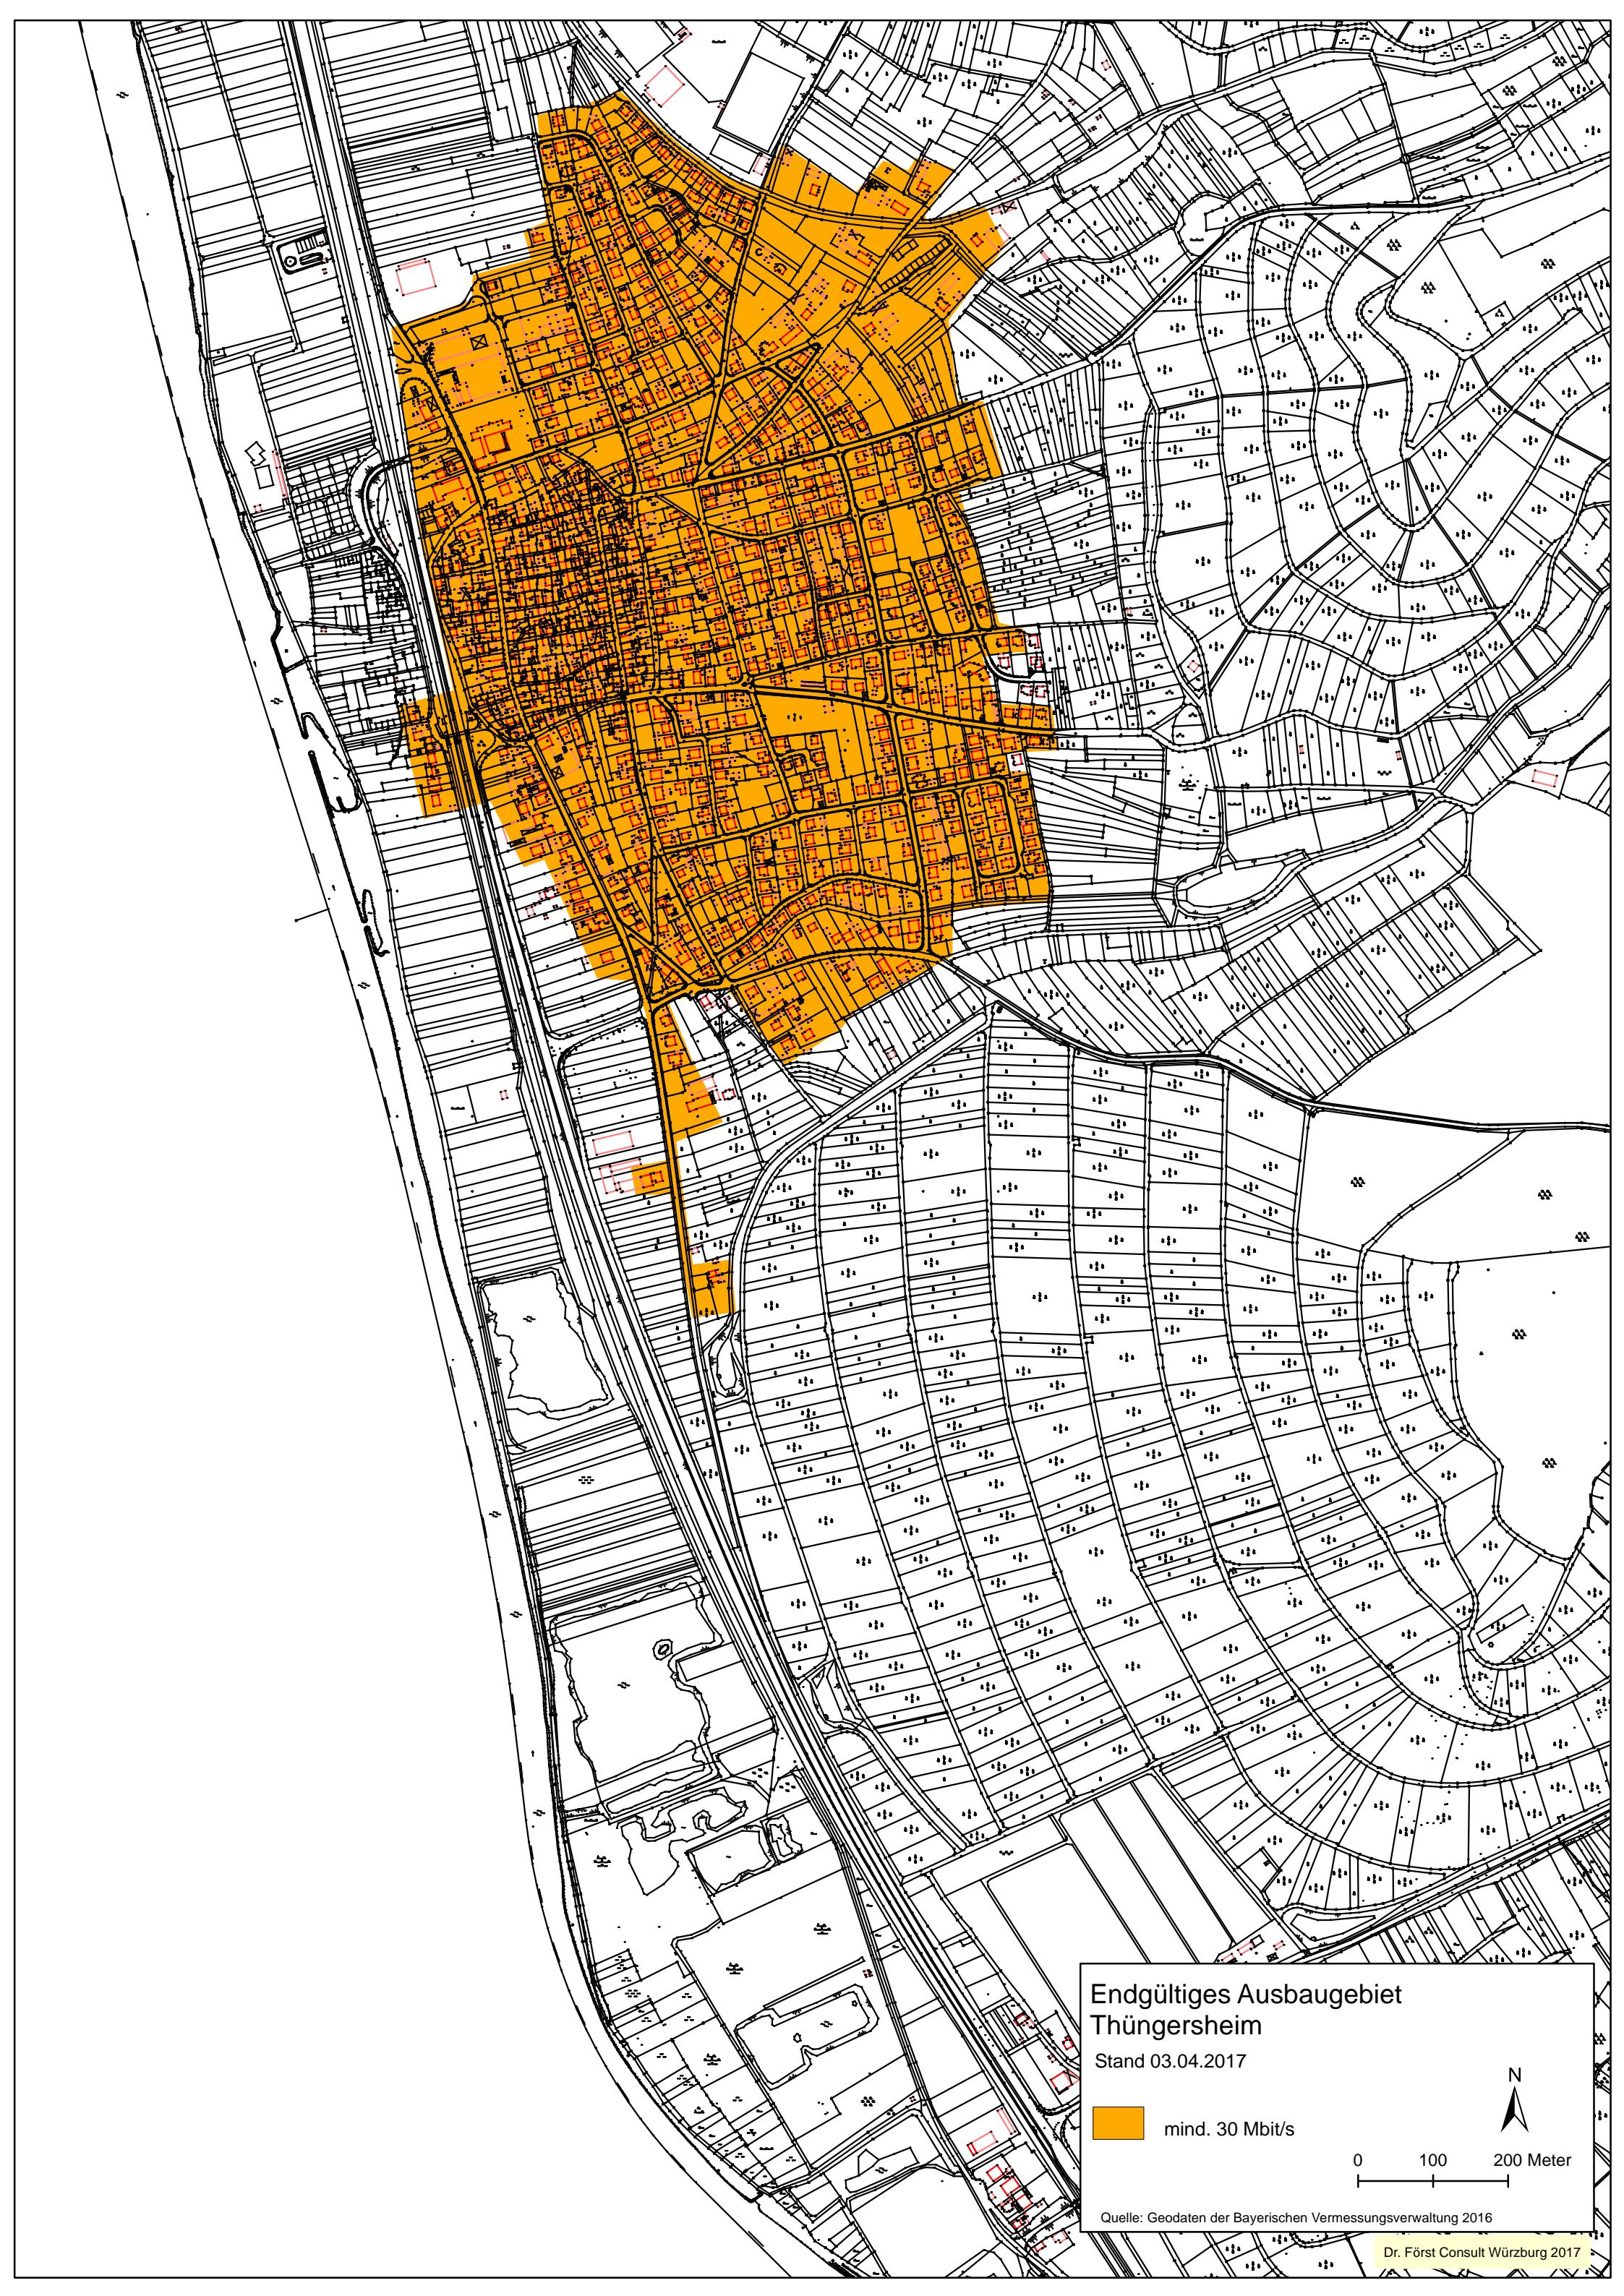 Endgültiges Ausbaugebiet
Thüngersheim
Stand 03.04.2017
N
mind. 30 Mbit/s
0 100 200 Meter
Quelle: Geodaten der Bayerischen Vermessungsverwaltung 2016
Dr. Först Consult Würzburg 2017